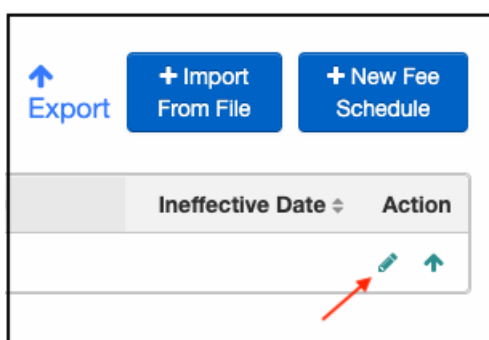 Export
+ Import
From File
+ New Fee
Schedule
Ineffective Date
Action